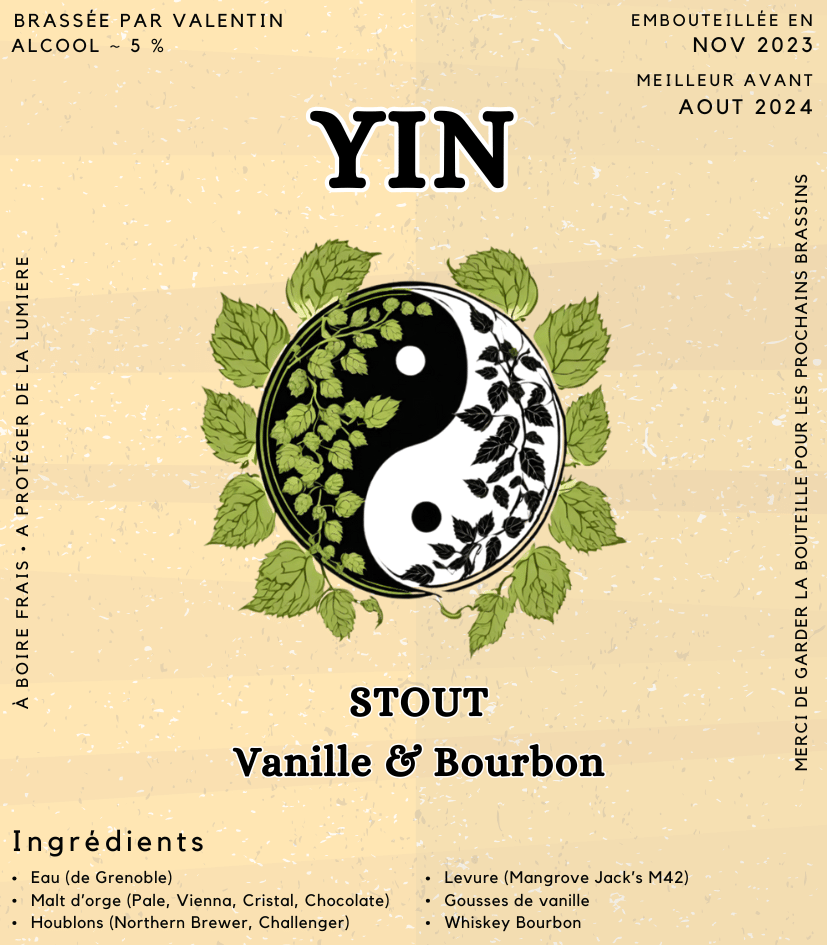 BRASSÉE PAR VALENTIN
ALCOOL ~ 5 %
EMBOUTEILLÉE EN
NOV 2023
MEILLEUR AVANT
AOUT 2024
YIN
À BOIRE FRAIS • A PROTÉGER DE LA LUMIERE
MERCI DE GARDER LA BOUTEILLE POUR LES PROCHAINS BRASSINS
STOUT
Vanille & Bourbon
Ingrédients
• Eau (de Grenoble)
• Malt d'orge (Pale, Vienna, Cristal, Chocolate)
• Houblons (Northern Brewer, Challenger)
• Levure (Mangrove Jack's M42)
• Gousses de vanille
• Whiskey Bourbon